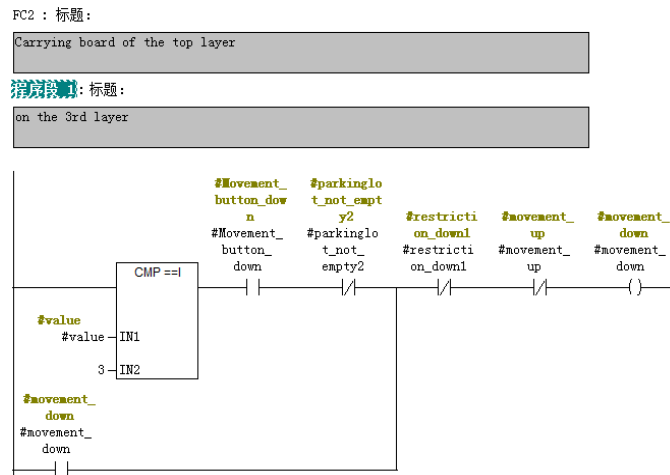 FC2 : 标题:
Carrying board of the top layer
程序段 1: 标题:
on the 3rd layer
#Movement_
button_dow
n
#Movement_
button_
down
#parkinglo
t_not_empt
y2
#parkinglo
t_not_
empty2
#restricti
on_down1
#restricti
on_down1
#movement_
up
#movement_
up
#movement_
down
#movement_
down
CMP ==I
#value
#value
IN1
3
IN2
#movement_
down
#movement_
down